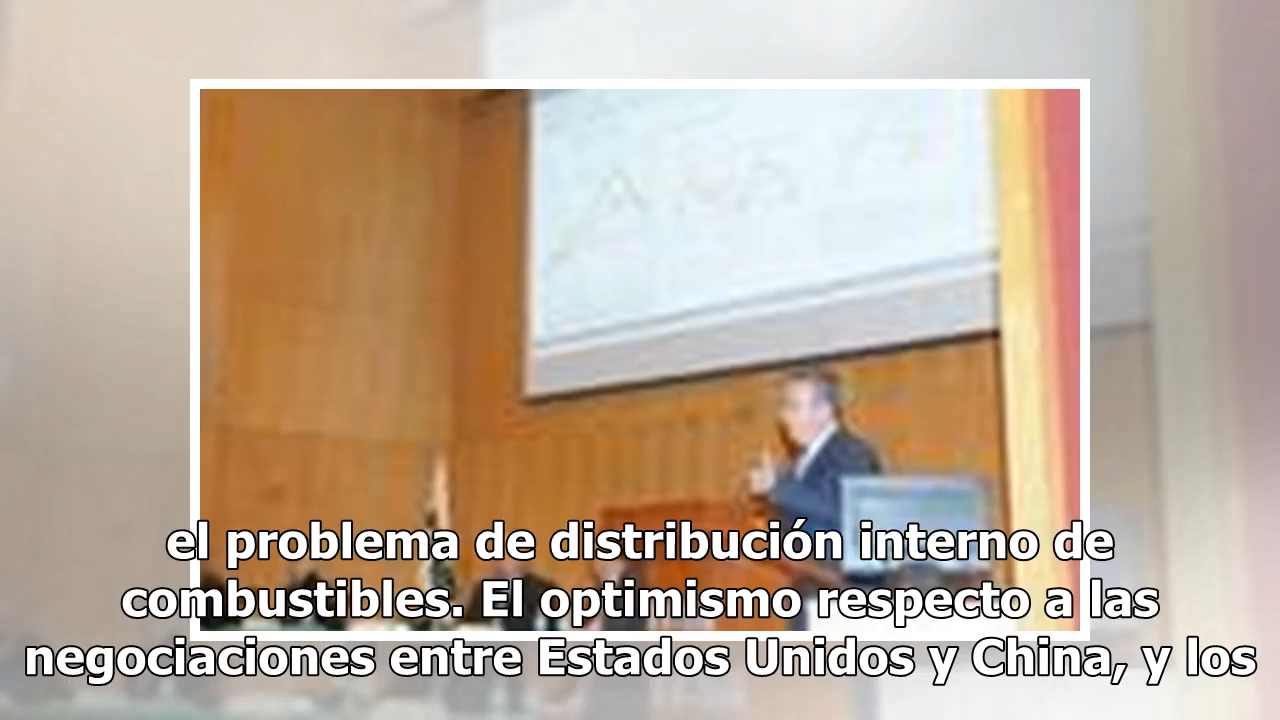 el problema de distribución interno de
combustibles. El optimismo respecto a las
negociaciones entre Estados Unidos y China, y los